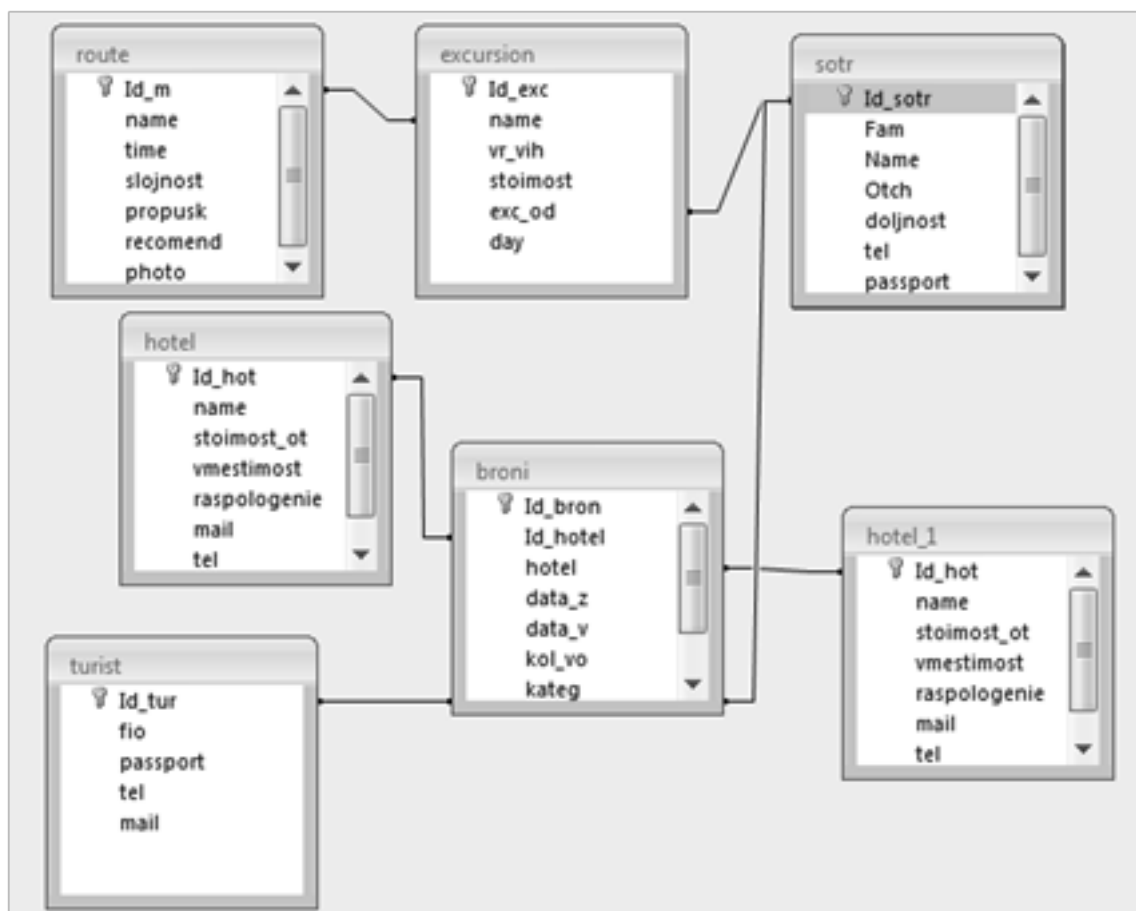 route
Id_m
name
time
slojnost
propusk
recomend
photo
excursion
Id_exc
name
vr_vih
stoimost
exc_od
day
sotr
Id_sotr
Fam
Name
Otch
doljnost
tel
passport
hotel
Id_hot
name
stoimost_ot
vmestimost
raspologenie
mail
tel
broni
Id_bron
Id_hotel
hotel
data_z
data_v
kol_vo
kateg
hotel_1
Id_hot
name
stoimost_ot
vmestimost
raspologenie
mail
tel
turist
Id_tur
fio
passport
tel
mail